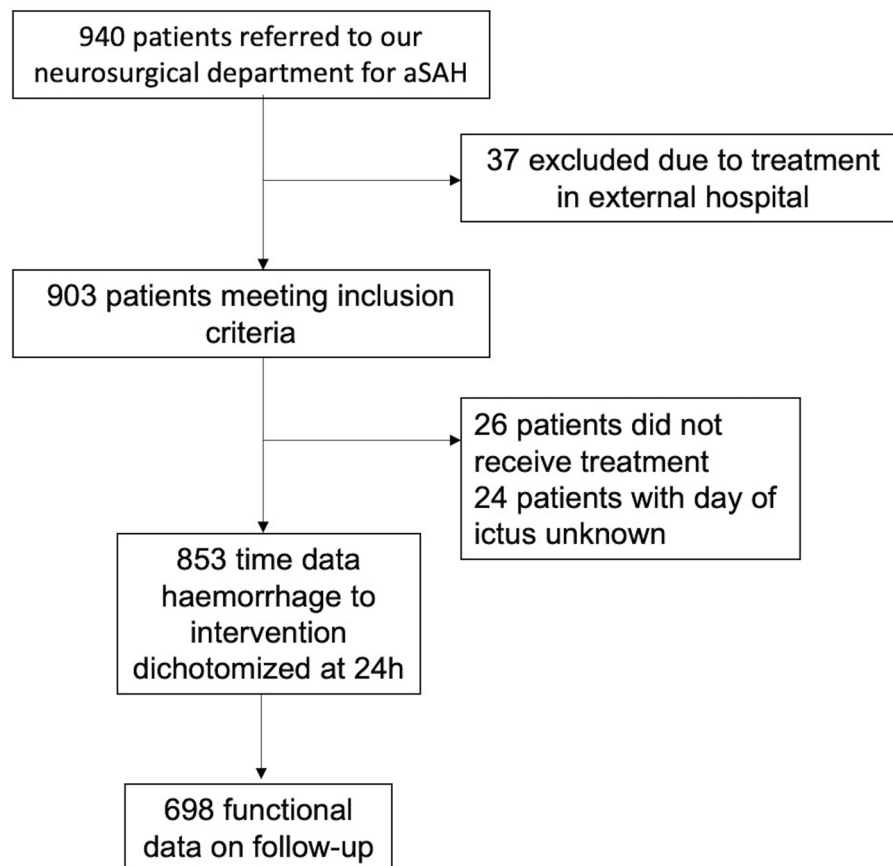 940 patients referred to our
neurosurgical department for aSAH
37 excluded due to treatment
in external hospital
903 patients meeting inclusion
criteria
26 patients did not
receive treatment
24 patients with day of
ictus unknown
853 time data
haemorrhage to
intervention
dichotomized at 24h
698 functional
data on follow-up